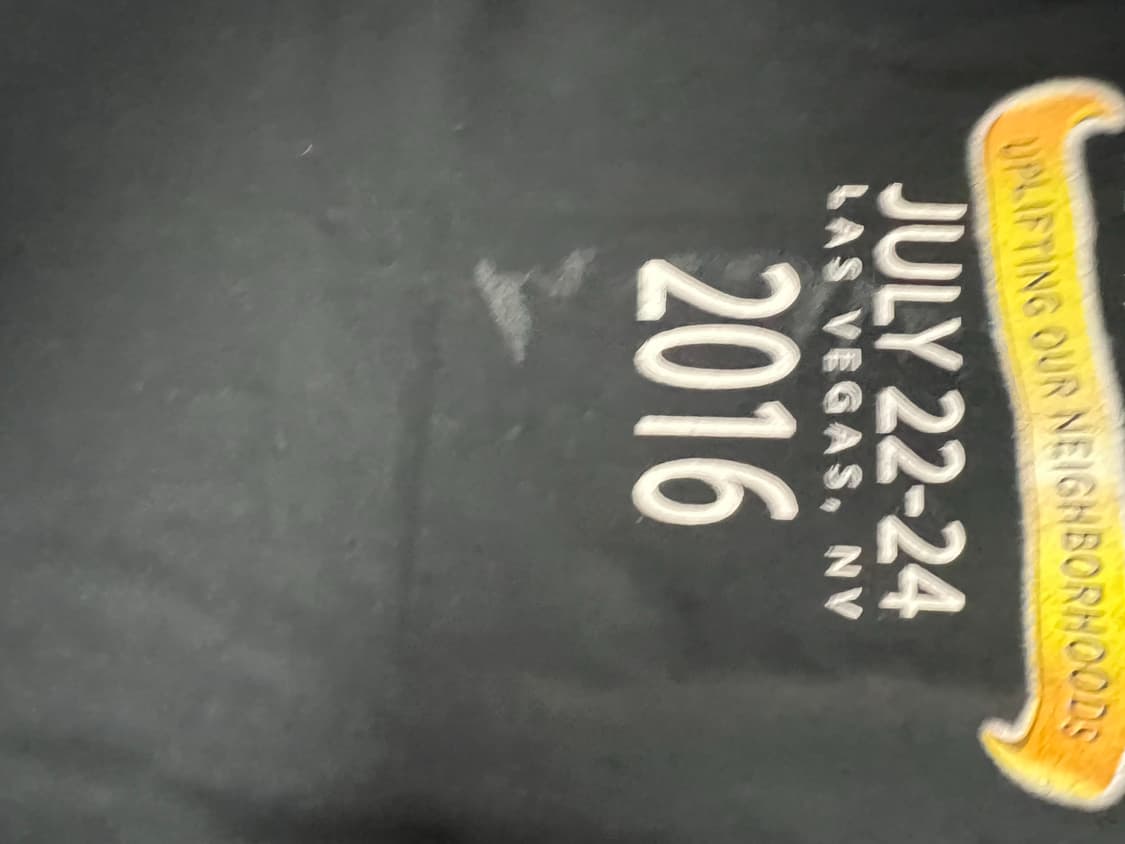 UPLIFTING OUR NEIGHBORHOODS
JULY 22-24
LAS VEGAS, NV
2016